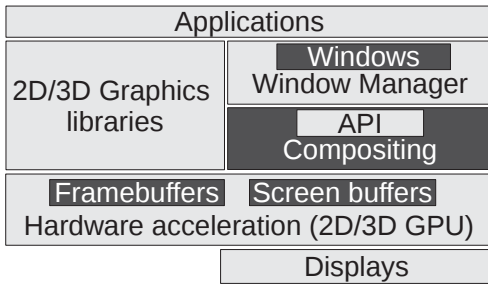 Applications
2D/3D Graphics
libraries
Windows
Window Manager
API
Compositing
Framebuffers
Screen buffers
Hardware acceleration (2D/3D GPU)
Displays